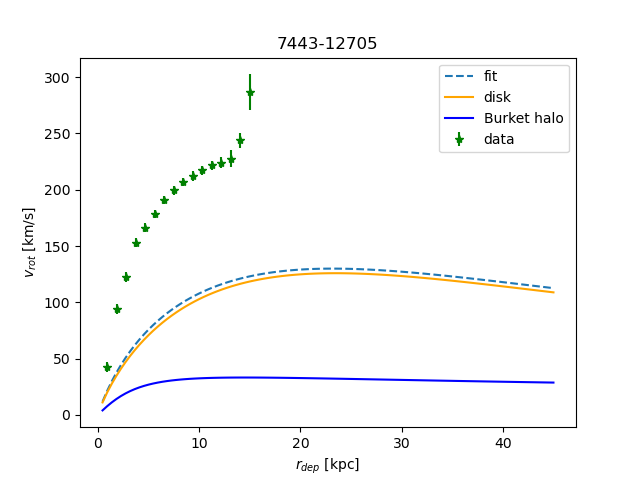 7443-12705
300
250
200
150
100
50
0
v_rot [km/s]
fit
disk
Burket halo
data
0 10 20 30 40
r_dep [kpc]